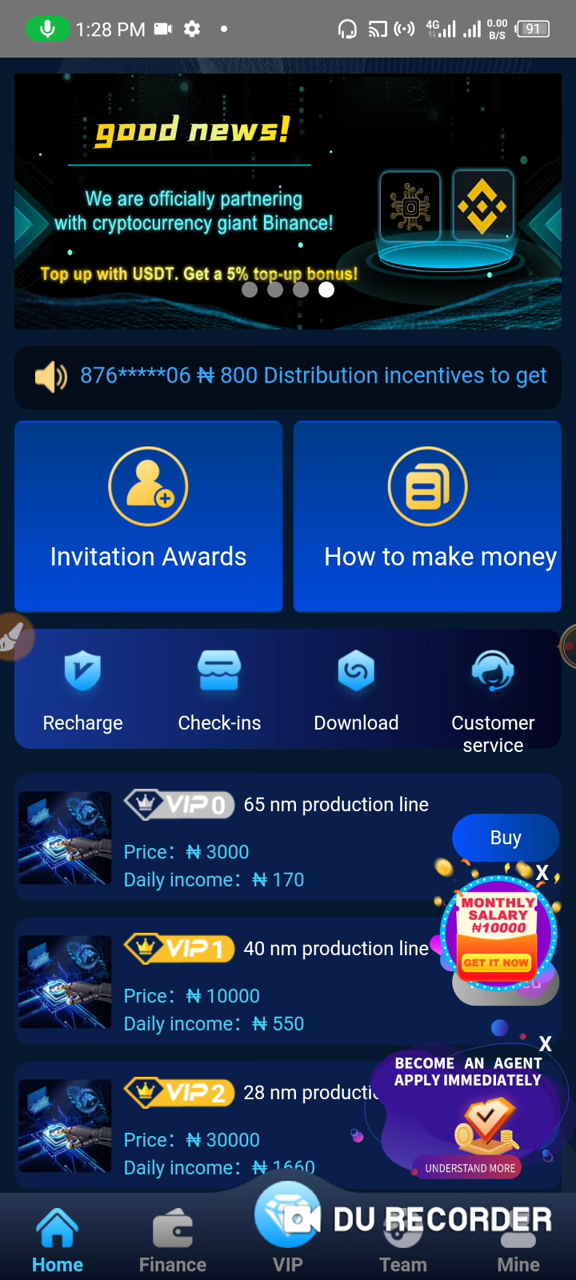 1:28 PM
4G
0.00
B/S
91
good news!
We are officially partnering
with cryptocurrency giant Binance!
Top up with USDT. Get a 5% top-up bonus!
876*****06 ₦ 800 Distribution incentives to get
Invitation Awards
How to make money
Recharge
Check-ins
Download
Customer
service
VIP 0 65 nm production line
Buy
Price: ₦ 3000
Daily income: ₦ 170
X
MONTHLY
SALARY
₦10000
GET IT NOW
VIP 1 40 nm production line
Price: ₦ 10000
Daily income: ₦ 550
X
BECOME AN AGENT
APPLY IMMEDIATELY
UNDERSTAND MORE
VIP 2 28 nm
Price: ₦ 30000
Daily income: ₦ 1660
DU RECORDER
Home
Finance
VIP
Team
Mine